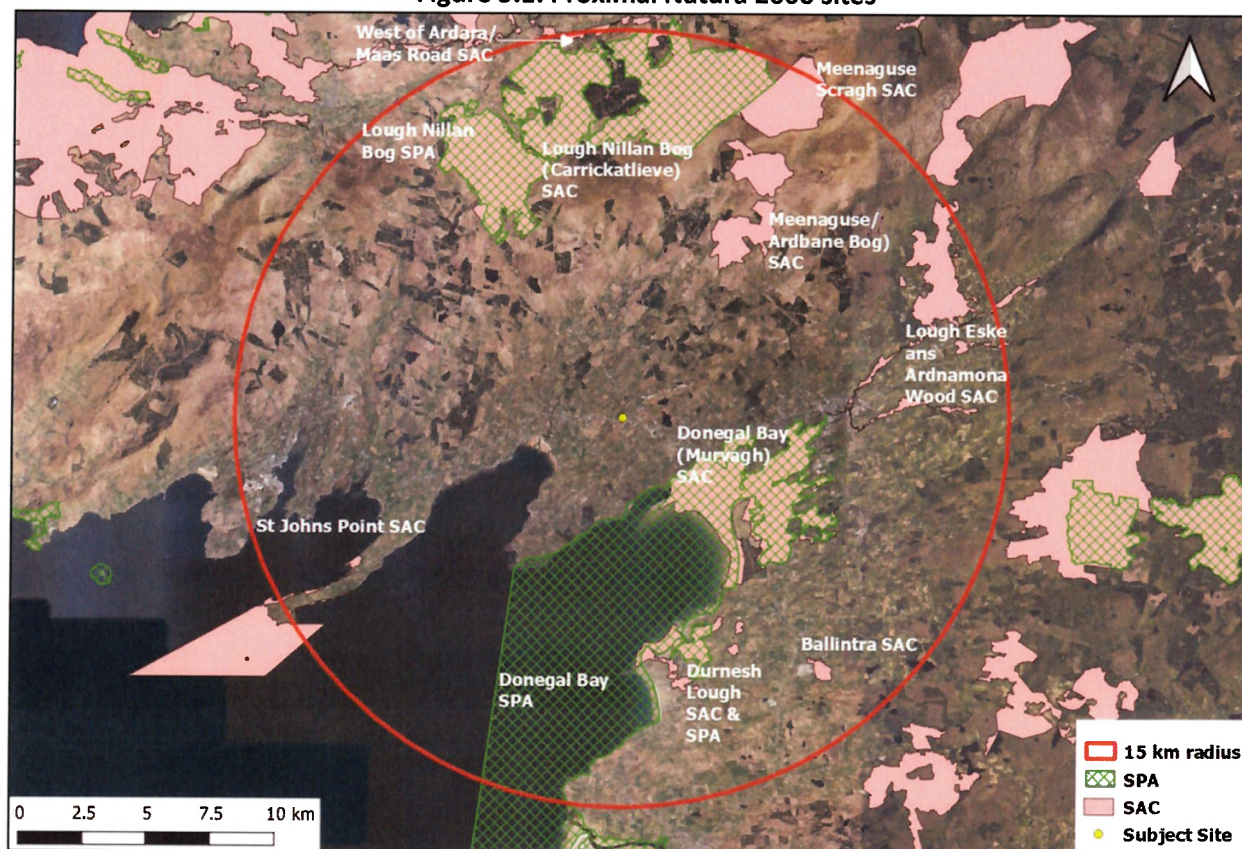 West of Ardara/
Maas Road SAC
Meenaguse
Scragh SAC
Lough Nillan
Bog SPA
Lough Nillan Bog
(Carrickatlieve)
SAC
Meenaguse/
Ardbane Bog)
SAC
Lough Eske
ans
Ardnamona
Wood SAC
Donegal Bay
(Murvagh)
SAC
St Johns Point SAC
Ballintra SAC
Donegal Bay
SPA
Durnesh
Lough
SAC &
SPA
15 km radius
SPA
SAC
Subject Site
0 2.5 5 7.5 10 km